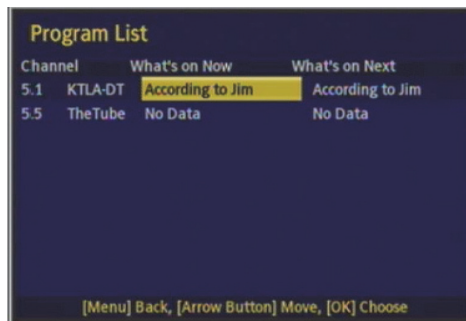 Program List
Channel What's on Now What's on Next
5.1 KTLA-DT According to Jim According to Jim
5.5 TheTube No Data No Data
[Menu] Back, [Arrow Button] Move, [OK] Choose